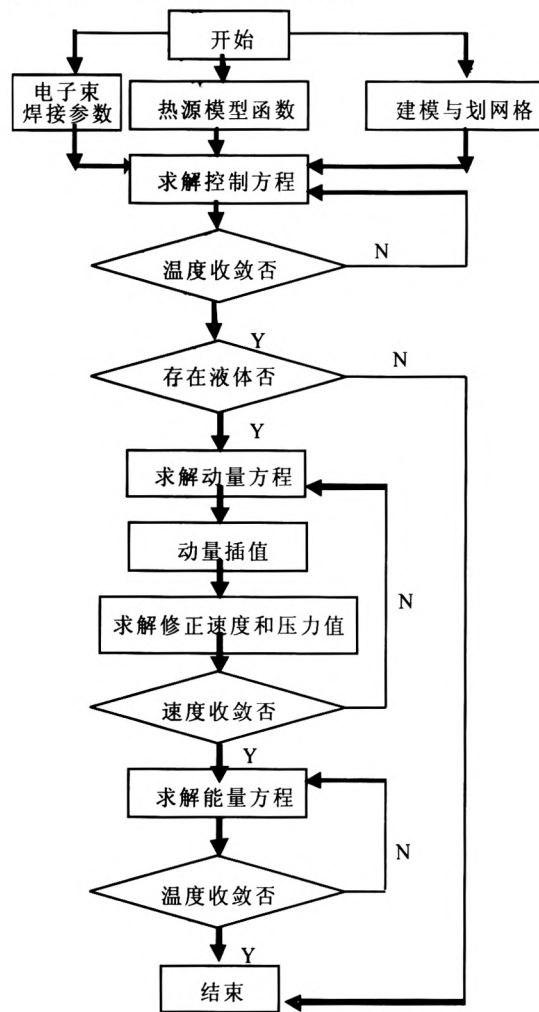 开始
电子束
焊接参数
热源模型函数
建模与划网格
求解控制方程
温度收敛否
N
Y
存在液体否
N
Y
求解动量方程
动量插值
N
求解修正速度和压力值
速度收敛否
Y
求解能量方程
N
温度收敛否
Y
结束